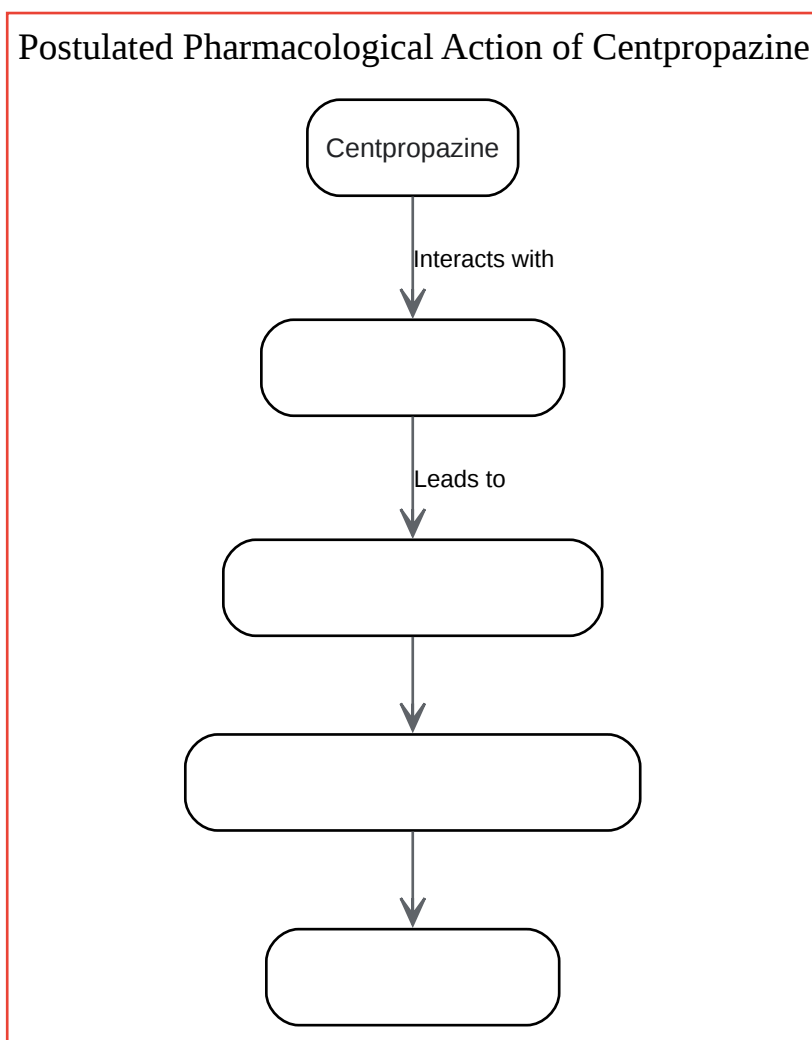 Postulated Pharmacological Action of Centpropazine
Centpropazine
Interacts with
Leads to